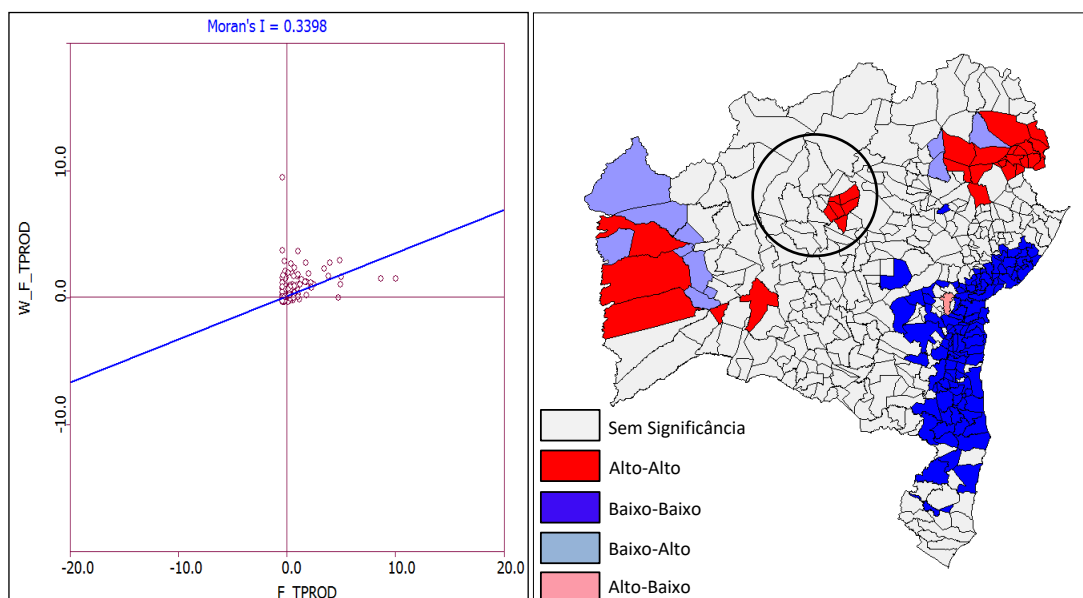 Moran's I = 0.3398
W_F_TPROD
10.0
0.0
-10.0
-20.0
-10.0
0.0
10.0
20.0
F_TPROD
Sem Significância
Alto-Alto
Baixo-Baixo
Baixo-Alto
Alto-Baixo